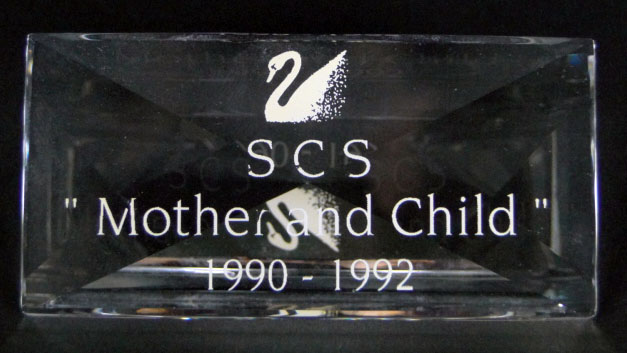 SCS
" Mother and Child "
1990 - 1992